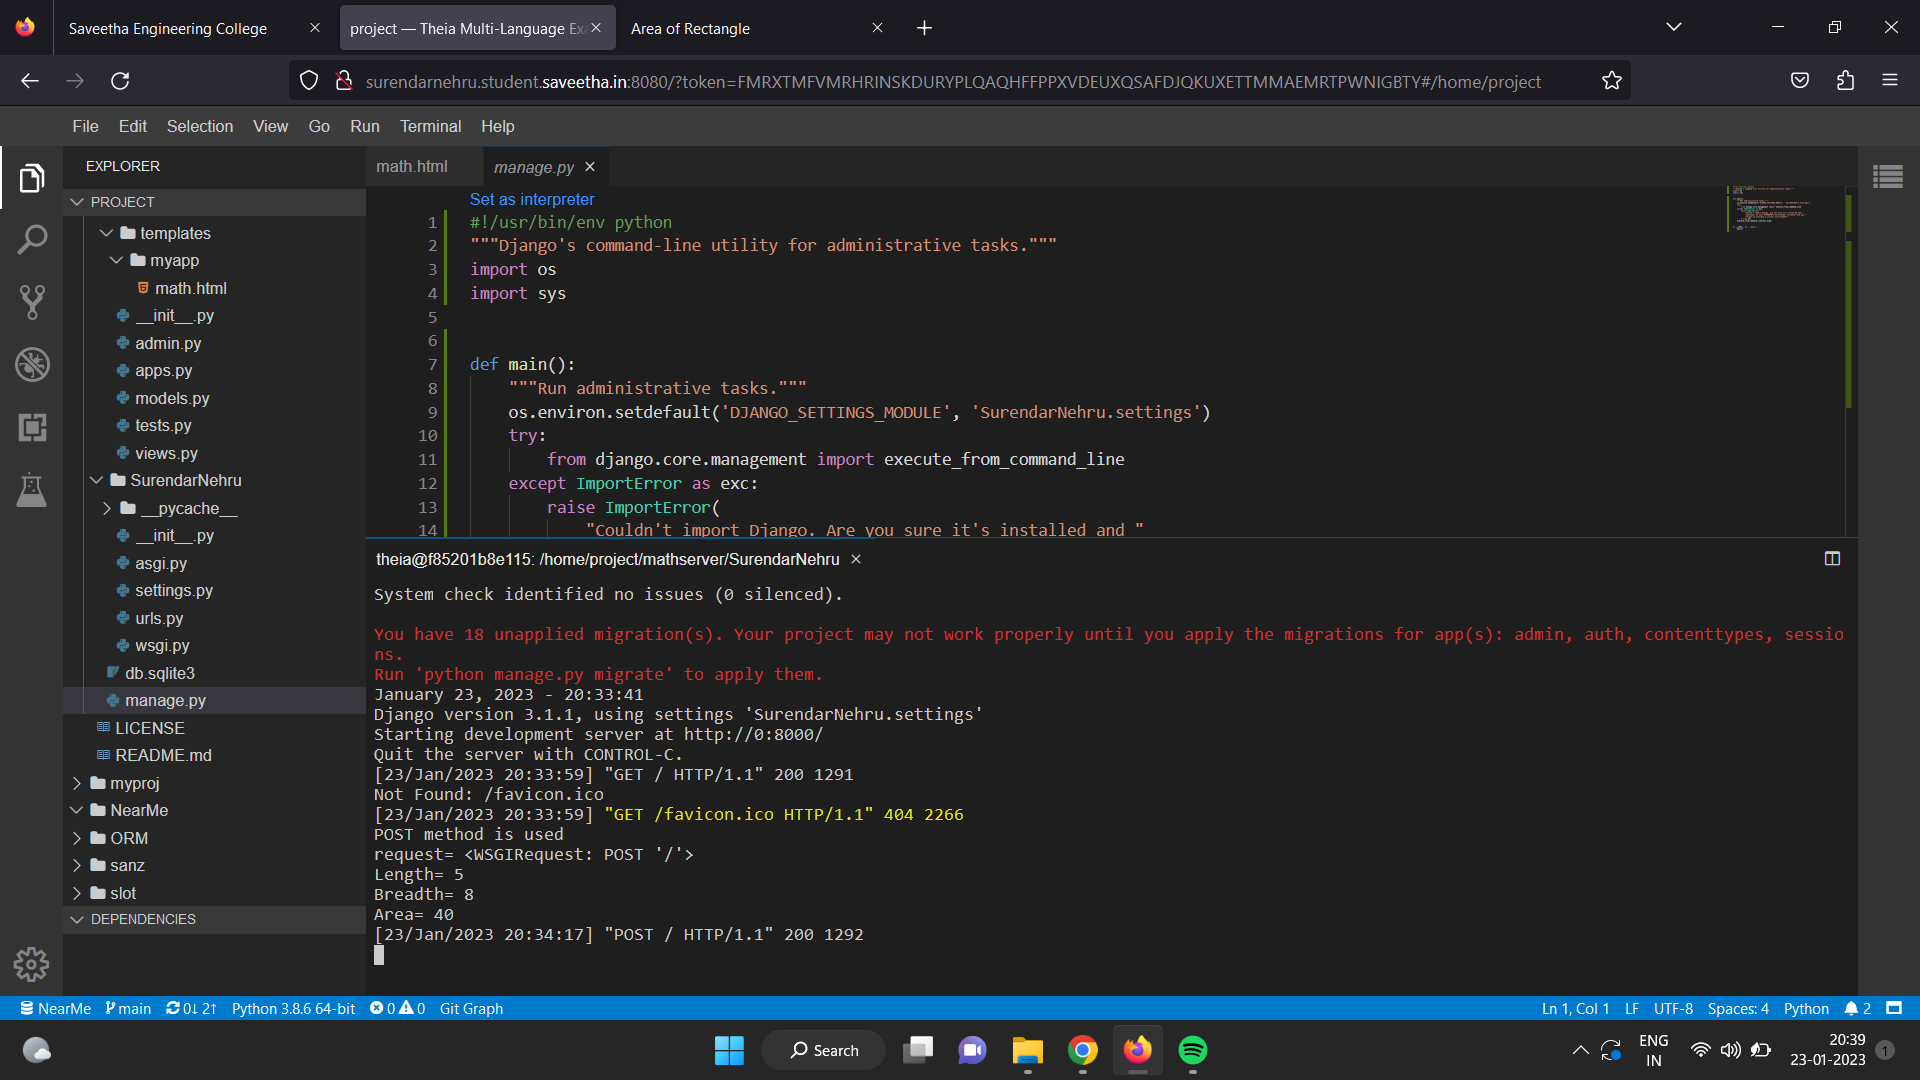 Saveetha Engineering College
project — Theia Multi-Language Ex
Area of Rectangle
surendarnehru.student.saveetha.in:8080/?token=FMRXTMFVMRHRINSKDURYPLQAQHFFPPXVDEUXQSAFDJQKUXETTMMAEMRTPWNIGBTY#/home/project
File Edit Selection View Go Run Terminal Help
EXPLORER
PROJECT
templates
myapp
math.html
__init__.py
admin.py
apps.py
models.py
tests.py
views.py
SurendarNehru
__pycache__
__init__.py
asgi.py
settings.py
urls.py
wsgi.py
db.sqlite3
manage.py
LICENSE
README.md
myproj
NearMe
ORM
sanz
slot
DEPENDENCIES
math.html
manage.py
Set as interpreter
1 #!/usr/bin/env python
2 """Django's command-line utility for administrative tasks."""
3 import os
4 import sys
5
6
7 def main():
8 """Run administrative tasks."""
9 os.environ.setdefault('DJANGO_SETTINGS_MODULE', 'SurendarNehru.settings')
10 try:
11 from django.core.management import execute_from_command_line
12 except ImportError as exc:
13 raise ImportError(
14 "Couldn't import Django. Are you sure it's installed and "
theia@f85201b8e115: /home/project/mathserver/SurendarNehru
System check identified no issues (0 silenced).
You have 18 unapplied migration(s). Your project may not work properly until you apply the migrations for app(s): admin, auth, contenttypes, sessio
ns.
Run 'python manage.py migrate' to apply them.
January 23, 2023 - 20:33:41
Django version 3.1.1, using settings 'SurendarNehru.settings'
Starting development server at http://0:8000/
Quit the server with CONTROL-C.
[23/Jan/2023 20:33:59] "GET / HTTP/1.1" 200 1291
Not Found: /favicon.ico
[23/Jan/2023 20:33:59] "GET /favicon.ico HTTP/1.1" 404 2266
POST method is used
request= <WSGIRequest: POST '/'>
Length= 5
Breadth= 8
Area= 40
[23/Jan/2023 20:34:17] "POST / HTTP/1.1" 200 1292
NearMe main 0↓ 2↑ Python 3.8.6 64-bit 0 0 Git Graph
Ln 1, Col 1 LF UTF-8 Spaces: 4 Python 2
Search
ENG
IN
20:39
23-01-2023
1